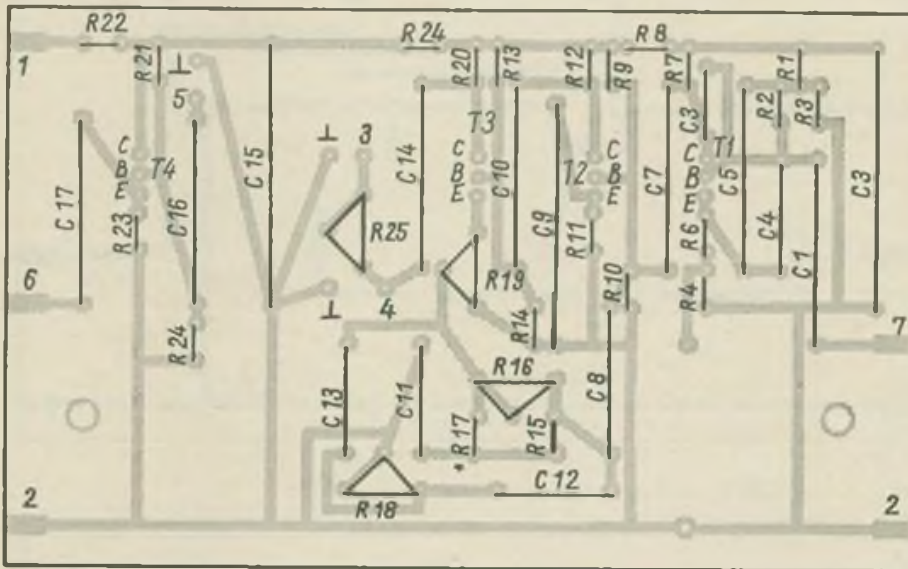 R22
R24
R8
1
R21
⊥
R20
R13
R12
R9
R7
R1
5
C3
R2
R3
T3
⊥
3
C15
C14
C10
C
B
E
T4
C
B
E
T2
C
B
E
C7
C
B
E
T1
C5
C3
C17
C16
C9
C4
R23
R25
R11
R6
C1
6
R19
R10
R4
⊥
4
R14
7
R24
R16
C13
C11
C8
R17
R15
*
C12
2
R18
2